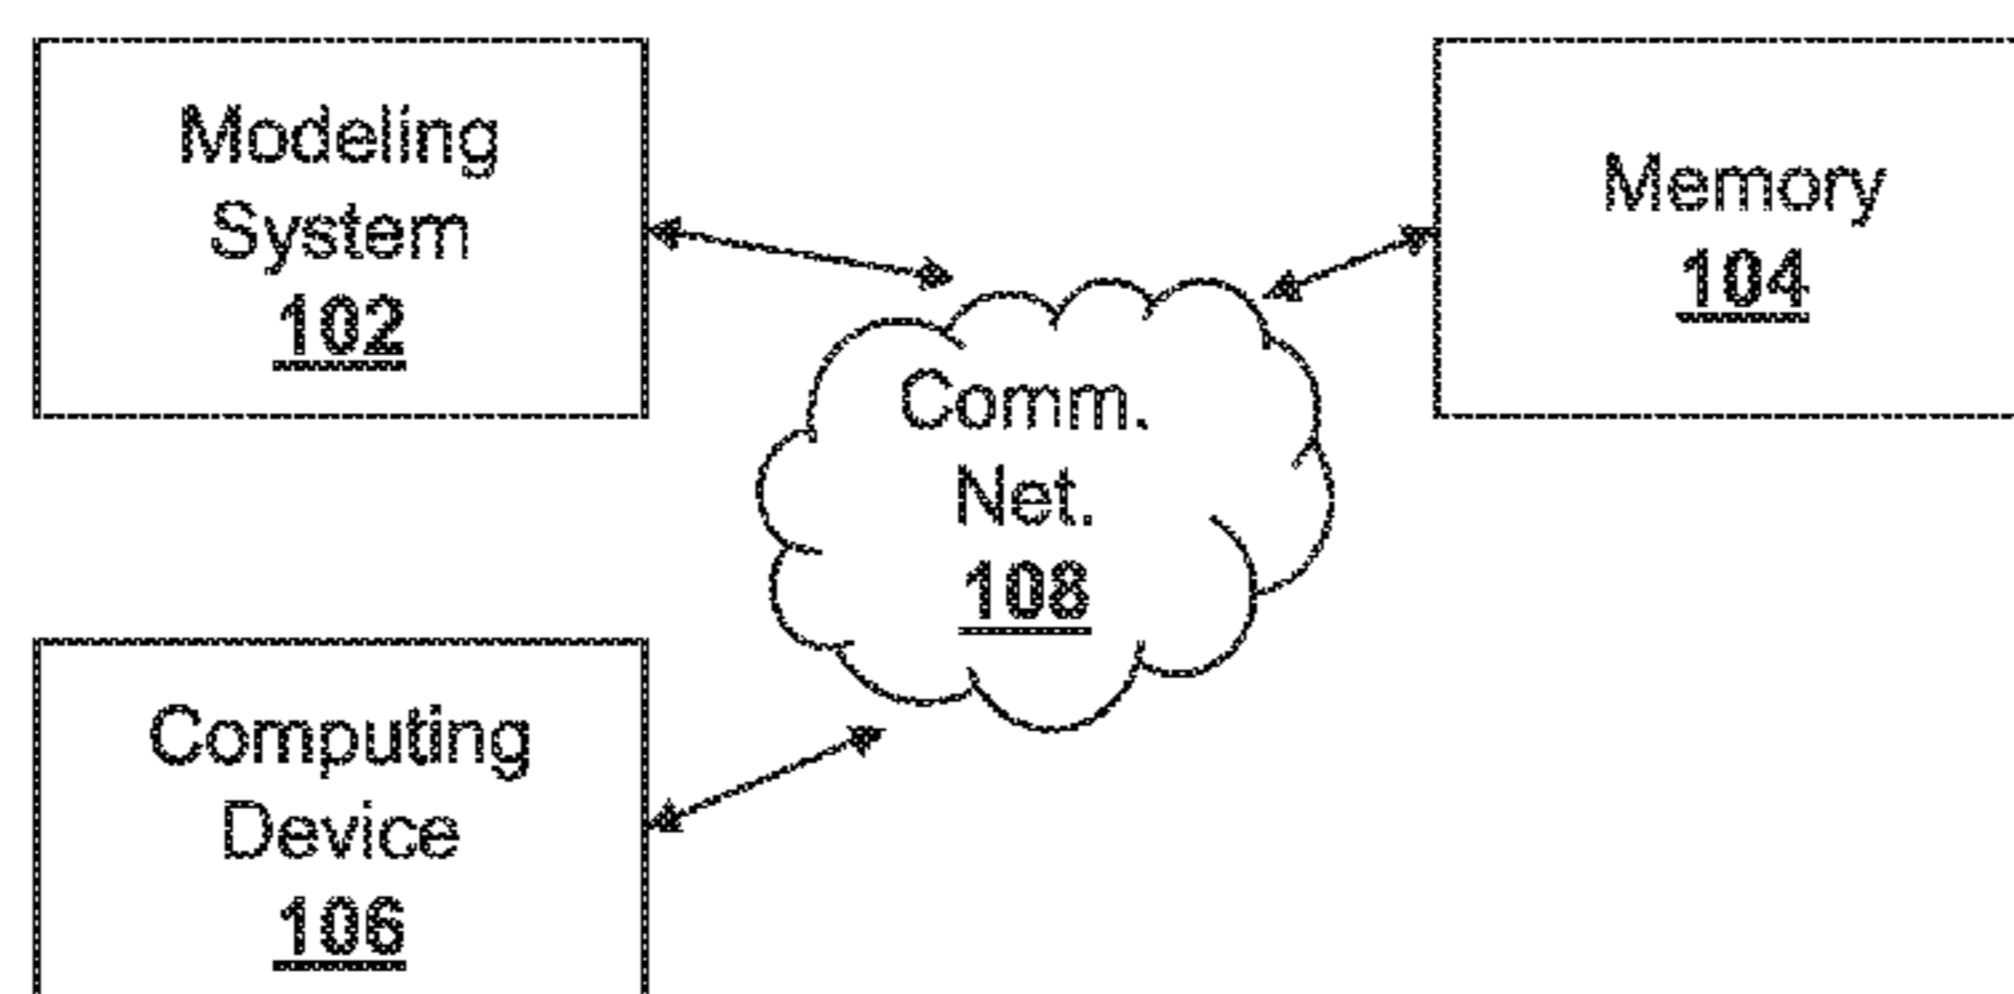 Modeling
System
102
Memory
104
Comm.
Net.
108
Computing
Device
106